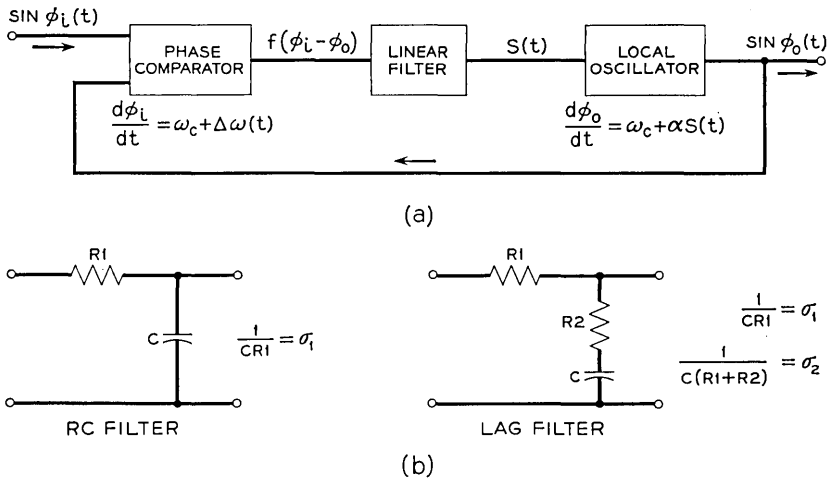 SIN ϕi(t)
PHASE
COMPARATOR
f(ϕi-ϕo)
LINEAR
FILTER
S(t)
LOCAL
OSCILLATOR
SIN ϕo(t)
dϕi/dt = ωc+Δω(t)
dϕo/dt = ωc+αS(t)
(a)
R1
C
1/CR1 = σ1
RC FILTER
R1
R2
C
1/CR1 = σ1
1/C(R1+R2) = σ2
LAG FILTER
(b)